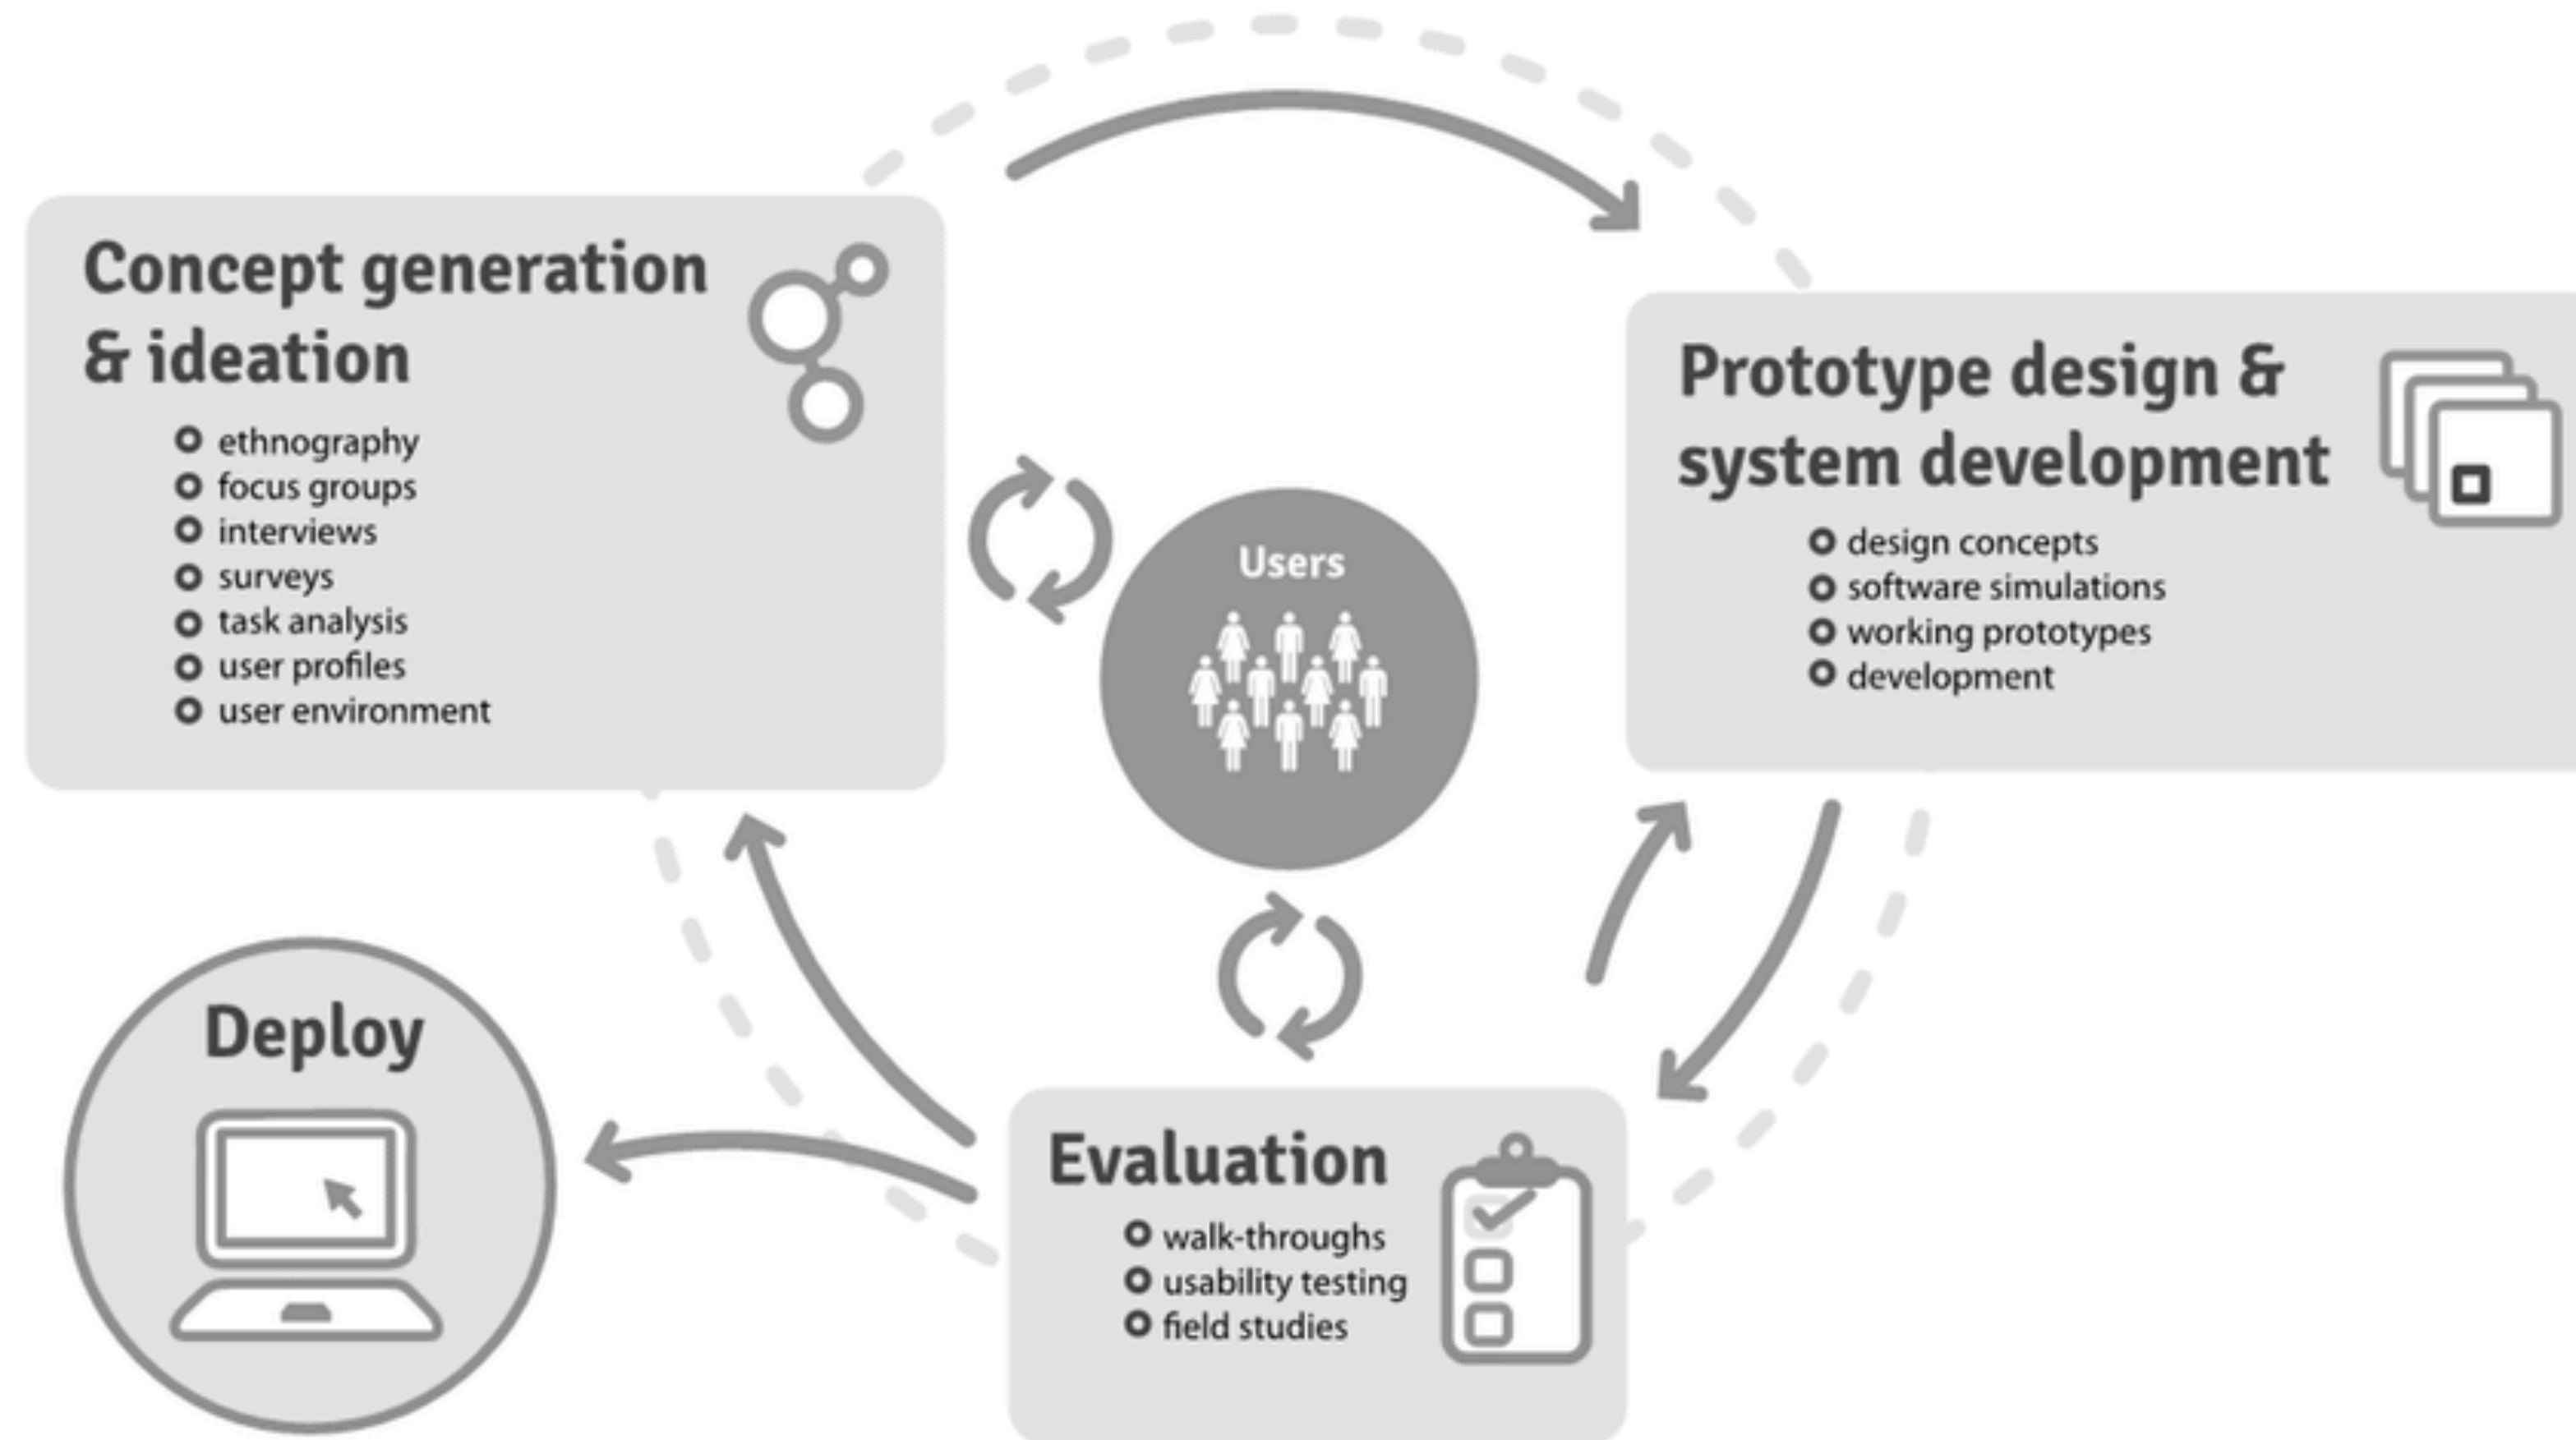 Concept generation
& ideation
ethnography
focus groups
interviews
surveys
task analysis
user profiles
user environment
Prototype design &
system development
design concepts
software simulations
working prototypes
development
Users
Deploy
Evaluation
walk-throughs
usability testing
field studies